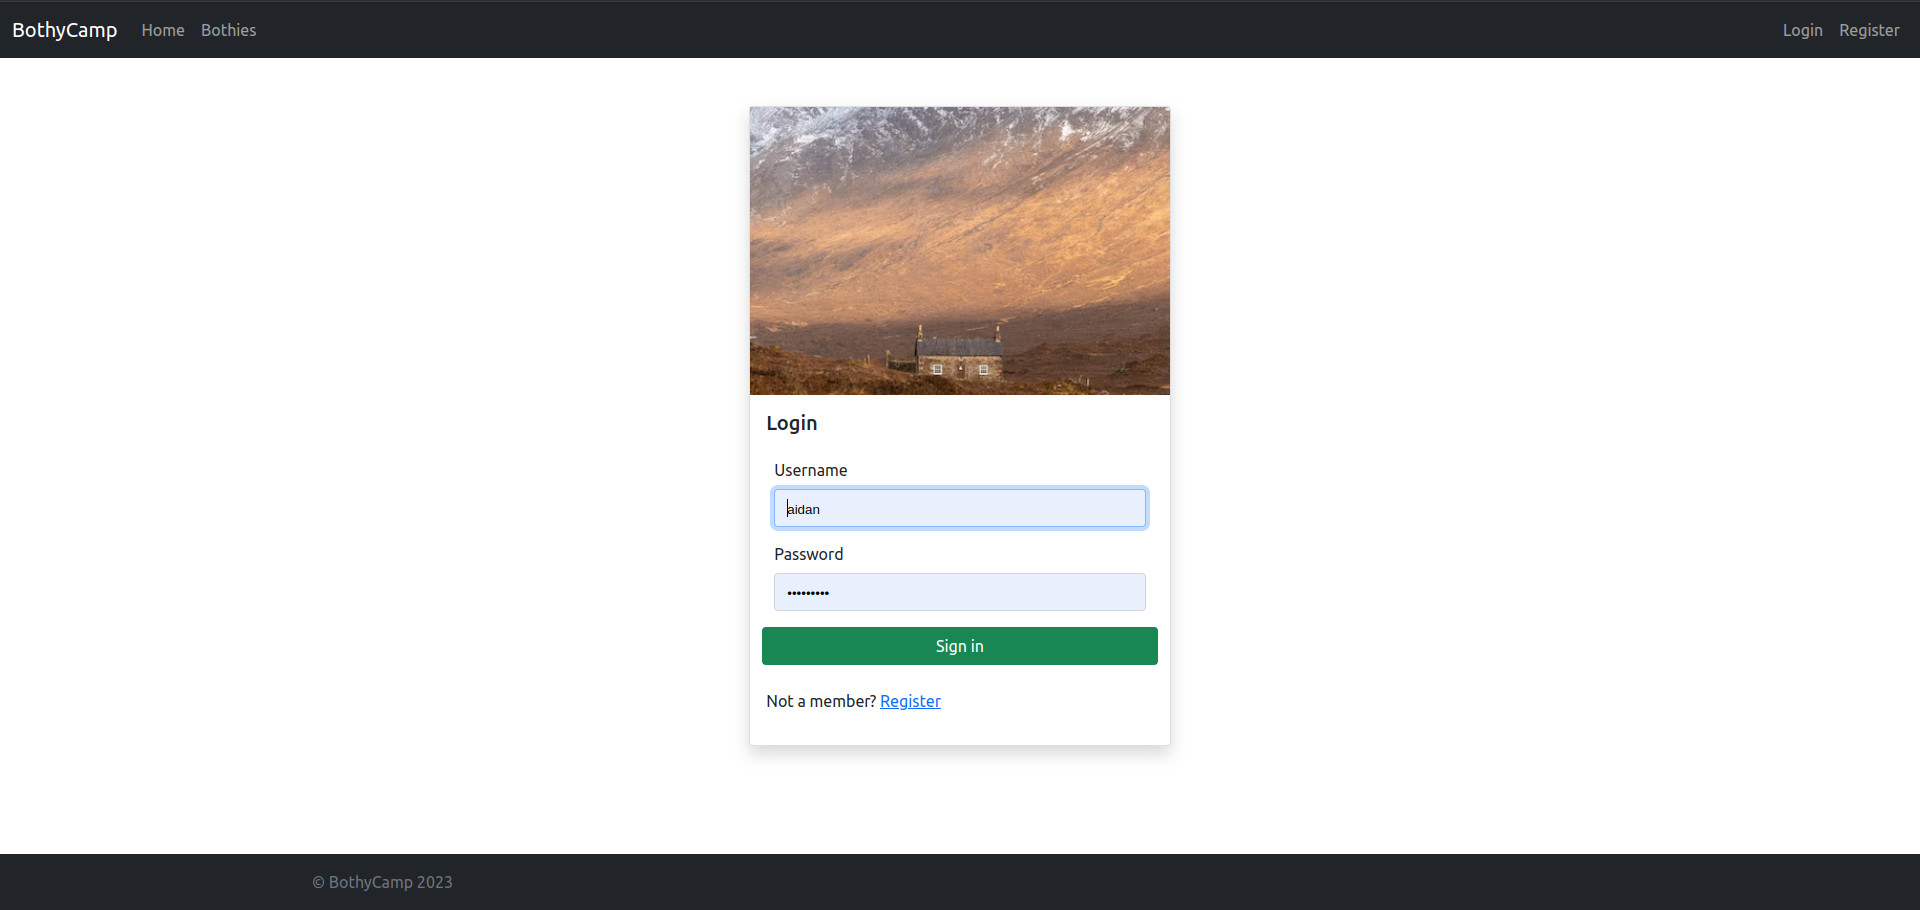 BothyCamp Home Bothies Login Register
Login
Username
aidan
Password
•••••••••
Sign in
Not a member? Register
© BothyCamp 2023